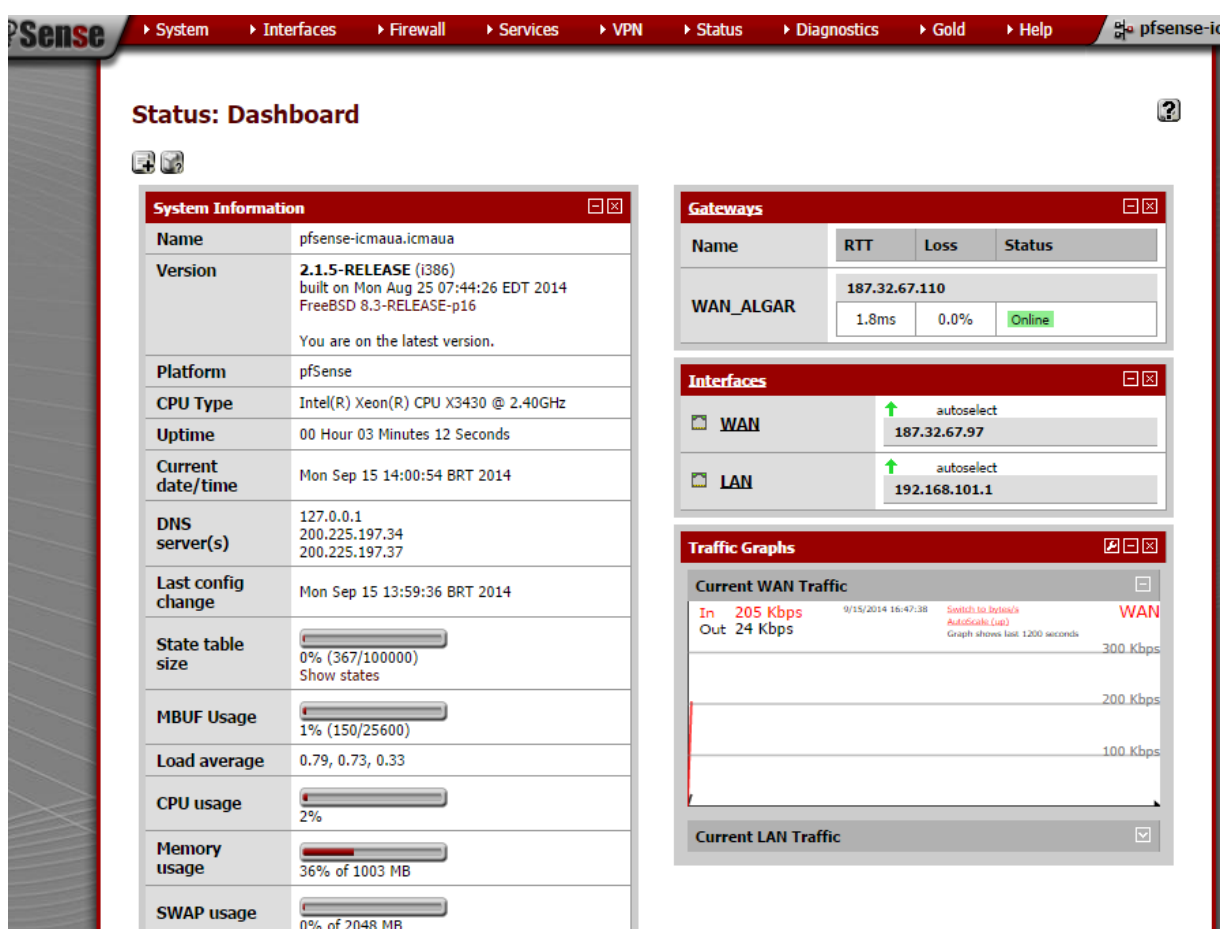 Sense System Interfaces Firewall Services VPN Status Diagnostics Gold Help pfsense-ic
Status: Dashboard
System Information
Name pfsense-icmaua.icmaua
Version 2.1.5-RELEASE (i386)
built on Mon Aug 25 07:44:26 EDT 2014
FreeBSD 8.3-RELEASE-p16
You are on the latest version.
Platform pfSense
CPU Type Intel(R) Xeon(R) CPU X3430 @ 2.40GHz
Uptime 00 Hour 03 Minutes 12 Seconds
Current
date/time Mon Sep 15 14:00:54 BRT 2014
DNS
server(s)
127.0.0.1
200.225.197.34
200.225.197.37
Last config
change Mon Sep 15 13:59:36 BRT 2014
State table
size
0% (367/100000)
Show states
MBUF Usage
1% (150/25600)
Load average 0.79, 0.73, 0.33
CPU usage
2%
Memory
usage
36% of 1003 MB
SWAP usage
0% of 2048 MB
Gateways
Name RTT Loss Status
WAN_ALGAR
187.32.67.110
1.8ms 0.0% Online
Interfaces
WAN autoselect
187.32.67.97
LAN autoselect
192.168.101.1
Traffic Graphs
Current WAN Traffic
In 205 Kbps 9/15/2014 16:47:38 Switch to bytes/s WAN
AutoScale (up)
Out 24 Kbps Graph shows last 1200 seconds
300 Kbps
200 Kbps
100 Kbps
Current LAN Traffic